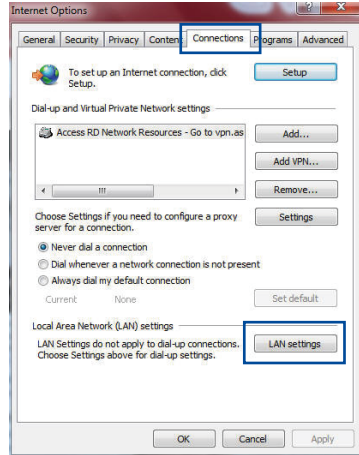 Internet Options
General Security Privacy Content Connections Programs Advanced
To set up an Internet connection, click Setup.
Setup
Dial-up and Virtual Private Network settings
Access RD Network Resources - Go to vpn.as
Add...
Add VPN...
Remove...
Choose Settings if you need to configure a proxy
server for a connection.
Settings
Never dial a connection
Dial whenever a network connection is not present
Always dial my default connection
Current None
Set default
Local Area Network (LAN) settings
LAN Settings do not apply to dial-up connections.
Choose Settings above for dial-up settings.
LAN settings
OK Cancel Apply